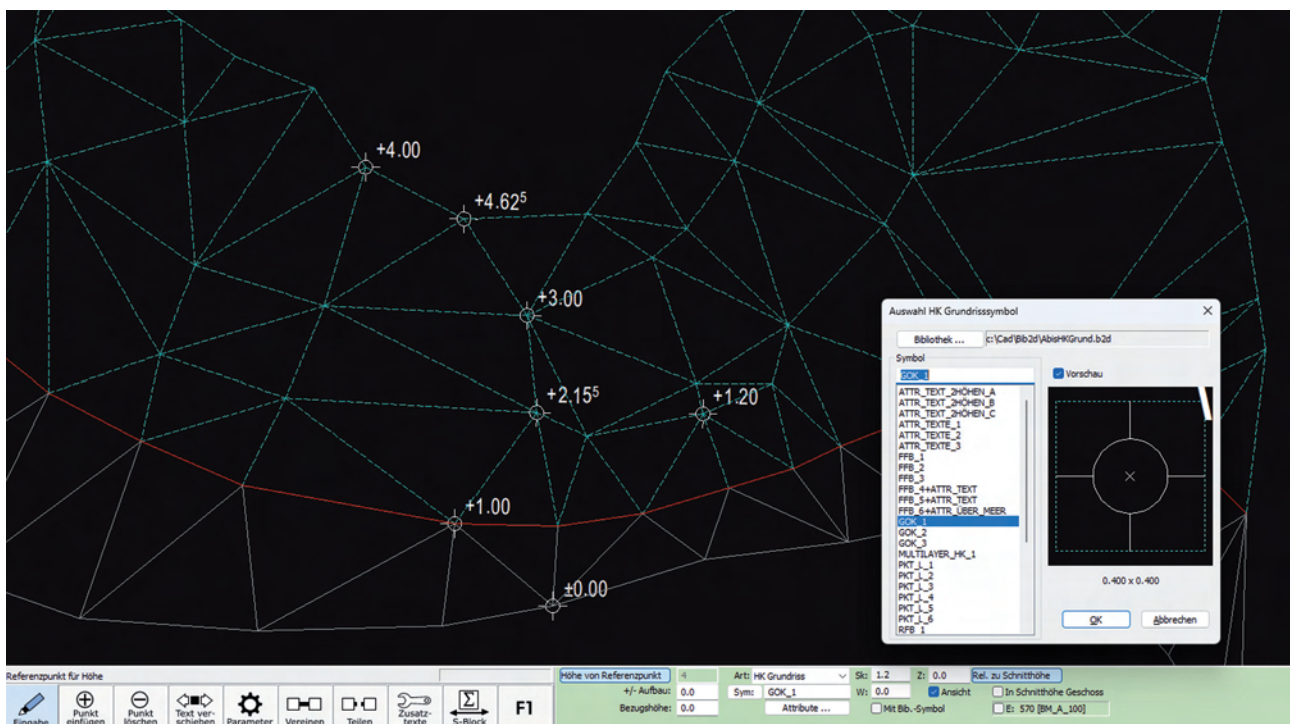 +4.00
+4.62⁵
+3.00
+2.15⁵
+1.20
+1.00
±0.00
Auswahl HK Grundrisssymbol
Bibliothek ...
c:\Cad\Bib2d\AbisHKGrund.b2d
Symbol
GOK_1
Vorschau
ATTR_TEXT_2HÖHEN_A
ATTR_TEXT_2HÖHEN_B
ATTR_TEXT_2HÖHEN_C
ATTR_TEXTE_1
ATTR_TEXTE_2
ATTR_TEXTE_3
FFB_1
FFB_2
FFB_3
FFB_4+ATTR_TEXT
FFB_5+ATTR_TEXT
FFB_6+ATTR_ÜBER_MEER
GOK_1
GOK_2
GOK_3
MULTILAYER_HK_1
PKT_L_1
PKT_L_2
PKT_L_3
PKT_L_4
PKT_L_5
PKT_L_6
RFB_1
0.400 x 0.400
OK
Abbrechen
Referenzpunkt für Höhe
Eingabe
Punkt einfügen
Punkt löschen
Text verschieben
Parameter
Vereinen
Teilen
Zusatz-
texte
S-Block
F1
Höhe von Referenzpunkt 4 Art: HK Grundriss Sk: 1.2 Z: 0.0 Rel. zu Schnitthöhe
+/- Aufbau: 0.0 Sym: GOK_1 W: 0.0 Ansicht In Schnitthöhe Geschoss
Bezugshöhe: 0.0 Attribute ... Mit Bib.-Symbol E: 570 [BM_A_100]